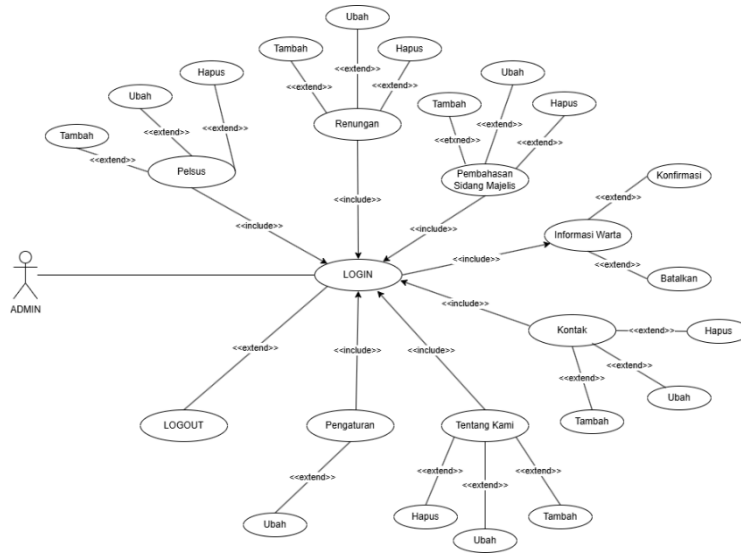 Ubah
Tambah
Hapus
<<extend>>
<<extend>>
<<extend>>
Renungan
Hapus
Ubah
Tambah
<<extend>>
<<extend>>
<<extend>>
Pelsus
Ubah
Tambah
Hapus
<<etxned>>
<<extend>>
<<extend>>
Pembahasan
Sidang Majelis
Konfirmasi
<<extend>>
Informasi Warta
<<extend>>
Batalkan
<<include>>
<<include>>
<<include>>
<<include>>
ADMIN
LOGIN
<<include>>
Kontak
<<extend>>
Hapus
<<extend>>
<<extend>>
Ubah
Tambah
<<extend>>
<<include>>
<<include>>
LOGOUT
Pengaturan
Tentang Kami
<<extend>>
Ubah
<<extend>>
<<extend>>
<<extend>>
Hapus
Ubah
Tambah